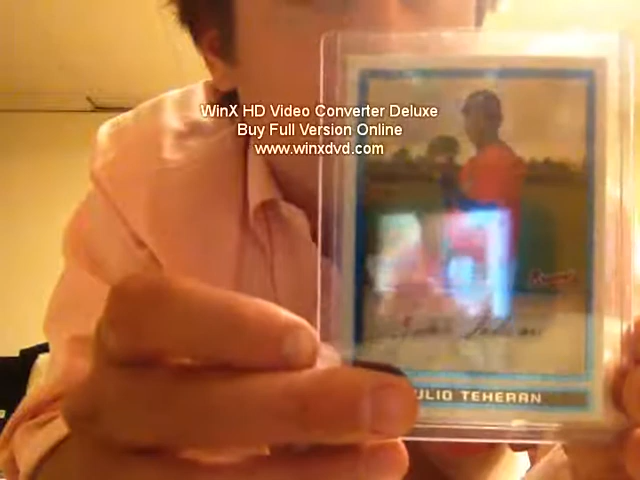 WinX HD Video Converter Deluxe
Buy Full Version Online
www.winxdvd.com
ULIO TEHERAN